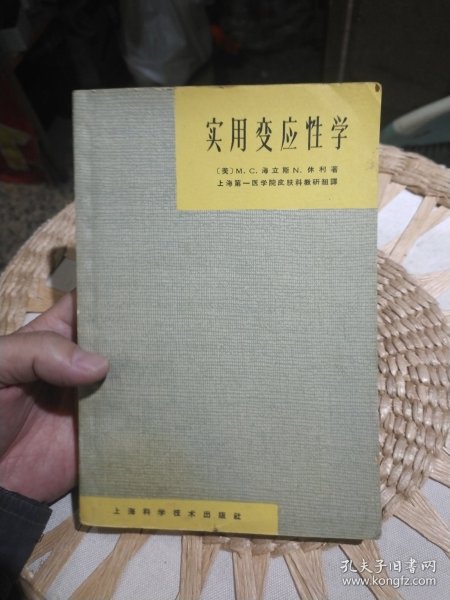 实用变应性学
〔英〕M.C.海立斯N.休利著
上海第一医学院皮肤科教研组譯
上海科学技术出版社
孔夫子旧书网
www.kongfz.com